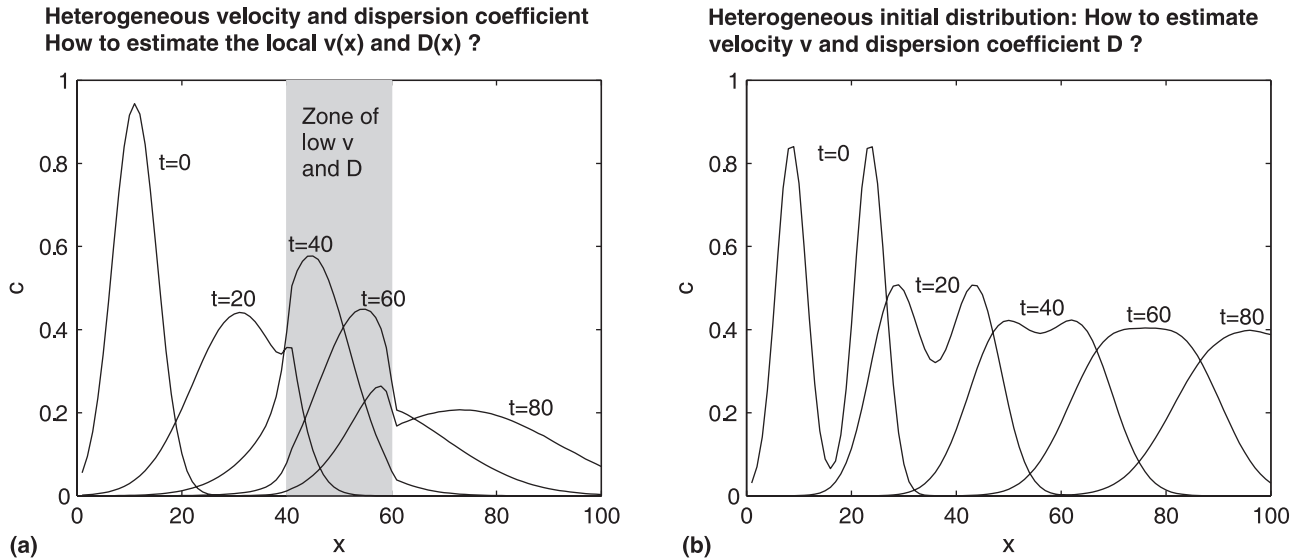 Heterogeneous velocity and dispersion coefficient
How to estimate the local v(x) and D(x) ?
1
0.8
0.6
0.4
0.2
0
c
t=0
t=20
t=40
t=60
t=80
Zone of
low v
and D
0
20
40
60
80
100
x
(a)
Heterogeneous initial distribution: How to estimate
velocity v and dispersion coefficient D ?
1
0.8
0.6
0.4
0.2
0
c
t=0
t=20
t=40
t=60
t=80
0
20
40
60
80
100
x
(b)